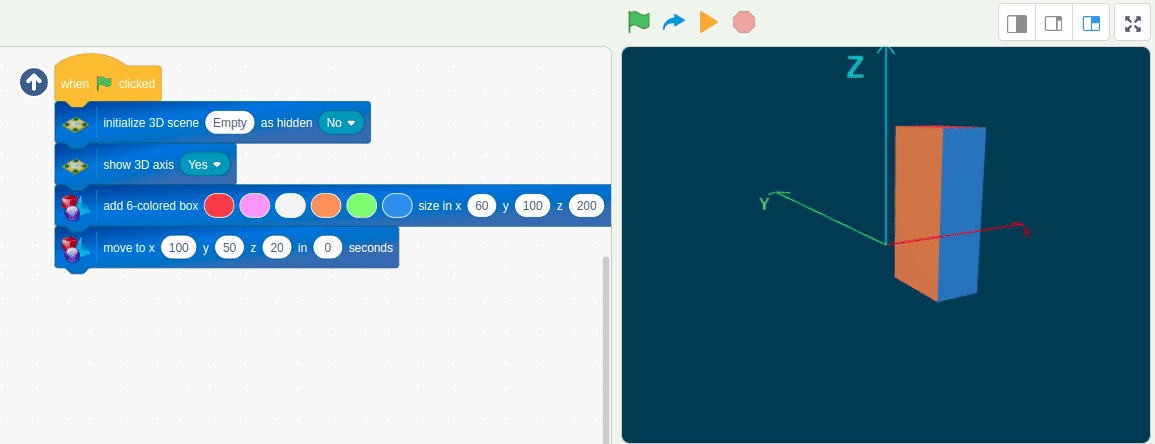 when clicked
initialize 3D scene Empty as hidden No
show 3D axis Yes
add 6-colored box size in x 60 y 100 z 200
move to x 100 y 50 z 20 in 0 seconds
Z
Y
X